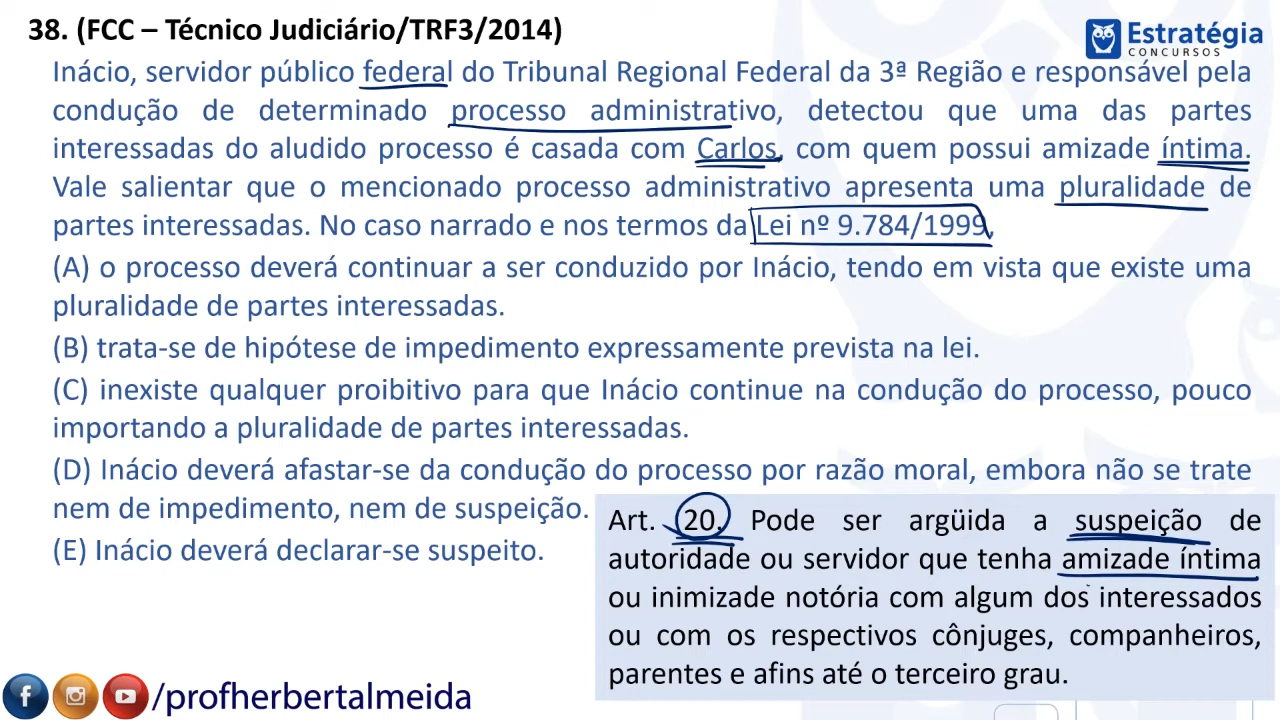 38. (FCC – Técnico Judiciário/TRF3/2014)
Estratégia
CONCURSOS
Inácio, servidor público federal do Tribunal Regional Federal da 3ª Região e responsável pela
condução de determinado processo administrativo, detectou que uma das partes
interessadas do aludido processo é casada com Carlos, com quem possui amizade íntima.
Vale salientar que o mencionado processo administrativo apresenta uma pluralidade de
partes interessadas. No caso narrado e nos termos da Lei nº 9.784/1999,
(A) o processo deverá continuar a ser conduzido por Inácio, tendo em vista que existe uma
pluralidade de partes interessadas.
(B) trata-se de hipótese de impedimento expressamente prevista na lei.
(C) inexiste qualquer proibitivo para que Inácio continue na condução do processo, pouco
importando a pluralidade de partes interessadas.
(D) Inácio deverá afastar-se da condução do processo por razão moral, embora não se trate
nem de impedimento, nem de suspeição.
(E) Inácio deverá declarar-se suspeito.
Art. 20. Pode ser argüida a suspeição de
autoridade ou servidor que tenha amizade íntima
ou inimizade notória com algum dos interessados
ou com os respectivos cônjuges, companheiros,
parentes e afins até o terceiro grau.
/profherbertalmeida